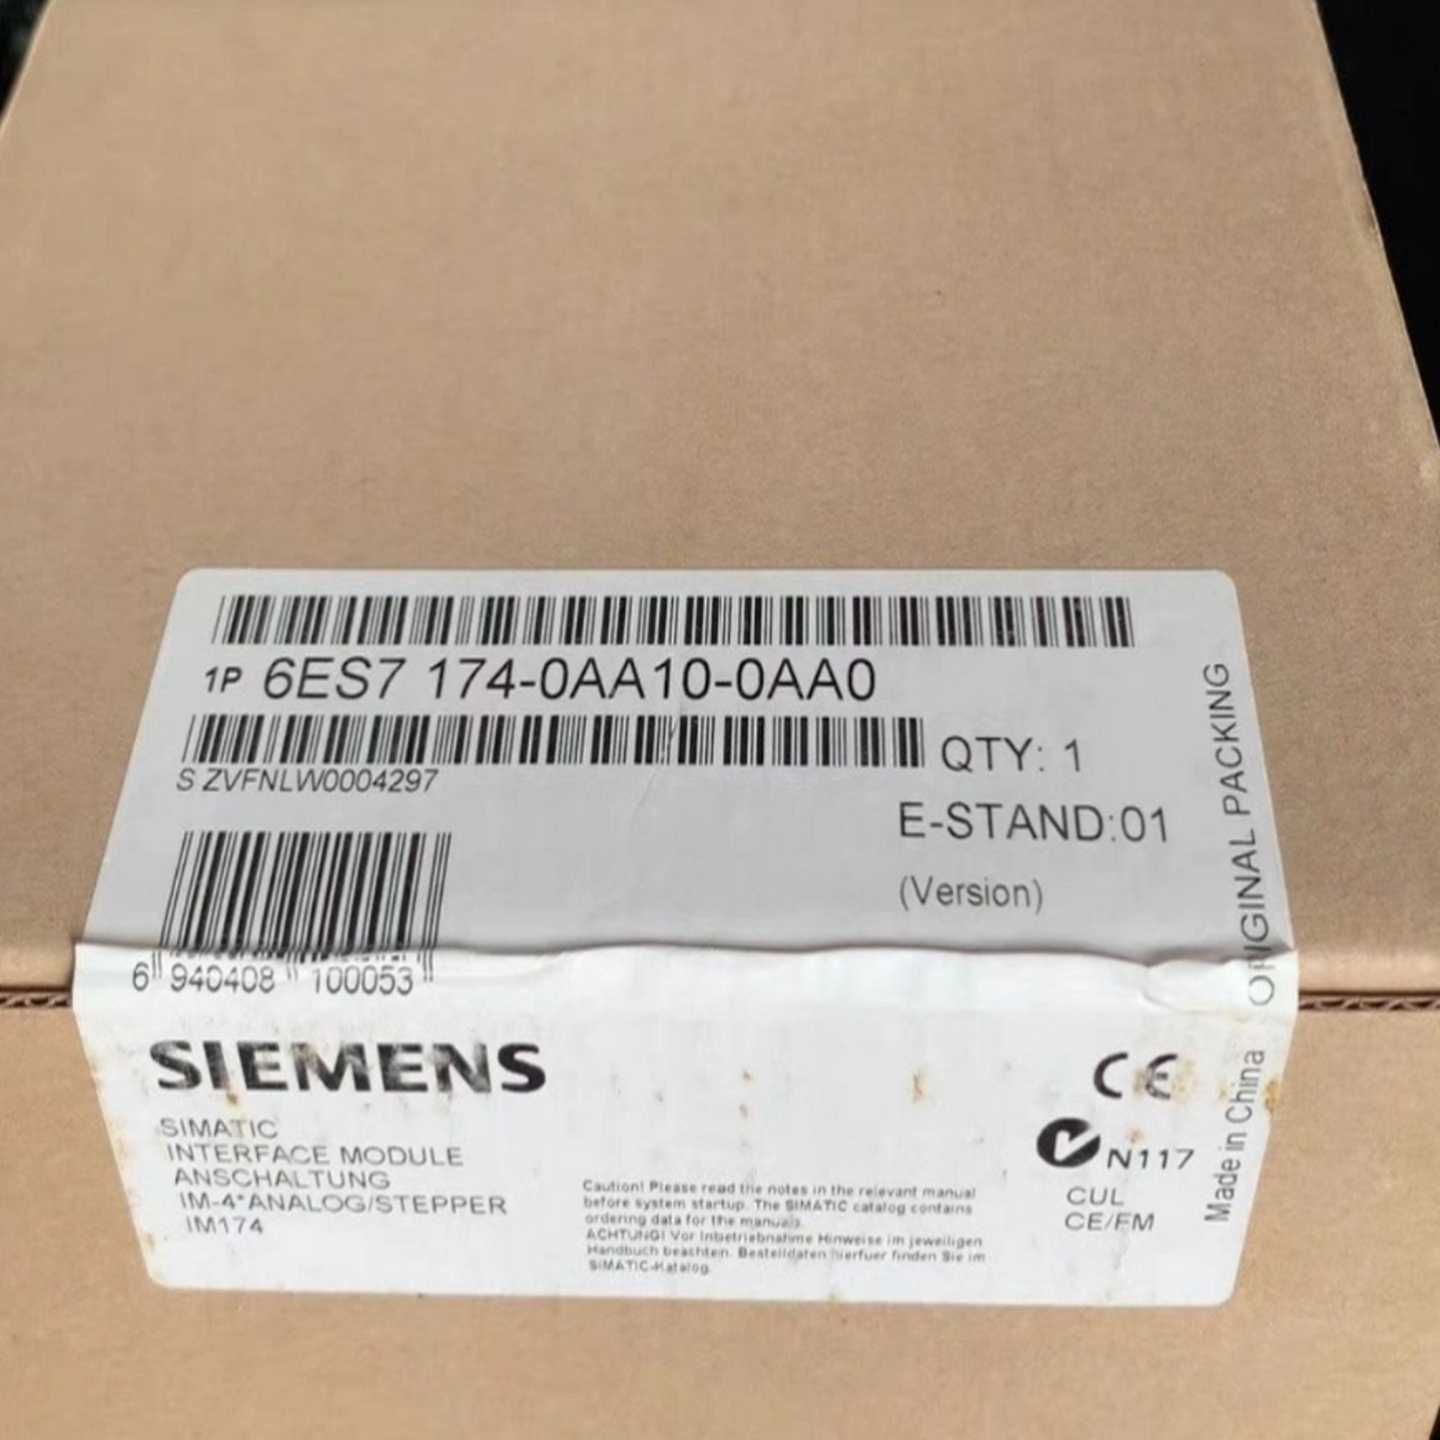 1P 6ES7 174-0AA10-0AA0
S ZVFNLW0004297
QTY: 1
E-STAND:01
(Version)
6 940408 100053
SIEMENS
SIMATIC
INTERFACE MODULE
ANSCHALTUNG
IM-4*ANALOG/STEPPER
IM174
Caution! Please read the notes in the relevant manual
before system startup. The SIMATIC catalog contains
ordering data for the manuals.
ACHTUNG! Vor Inbetriebnahme Hinweise im jeweiligen
Handbuch beachten. Bestelldaten hierfuer finden Sie im
SIMATIC-Katalog.
CE
N117
CUL
CE/FM
Made in China ORIGINAL PACKING